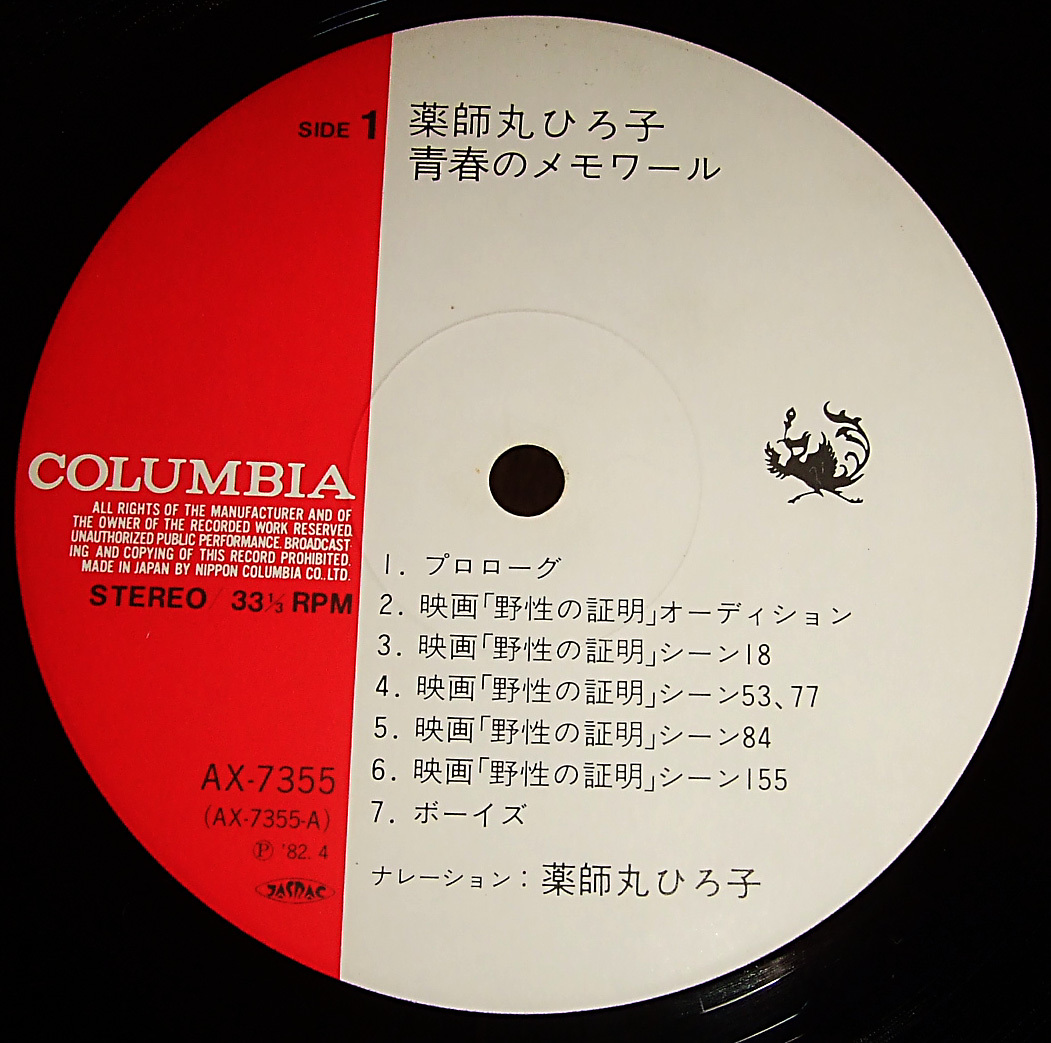 SIDE 1
薬師丸ひろ子
青春のメモワール
COLUMBIA
ALL RIGHTS OF THE MANUFACTURER AND OF
THE OWNER OF THE RECORDED WORK RESERVED.
UNAUTHORIZED PUBLIC PERFORMANCE. BROADCAST-
ING AND COPYING OF THIS RECORD PROHIBITED.
MADE IN JAPAN BY NIPPON COLUMBIA CO., LTD.
STEREO / 33⅓ RPM
1. プロローグ
2. 映画「野性の証明」オーディション
3. 映画「野性の証明」シーン18
4. 映画「野性の証明」シーン53、77
5. 映画「野性の証明」シーン84
6. 映画「野性の証明」シーン155
7. ボーイズ
ナレーション：薬師丸ひろ子
AX-7355
(AX-7355-A)
Ⓟ '82. 4
JASRAC